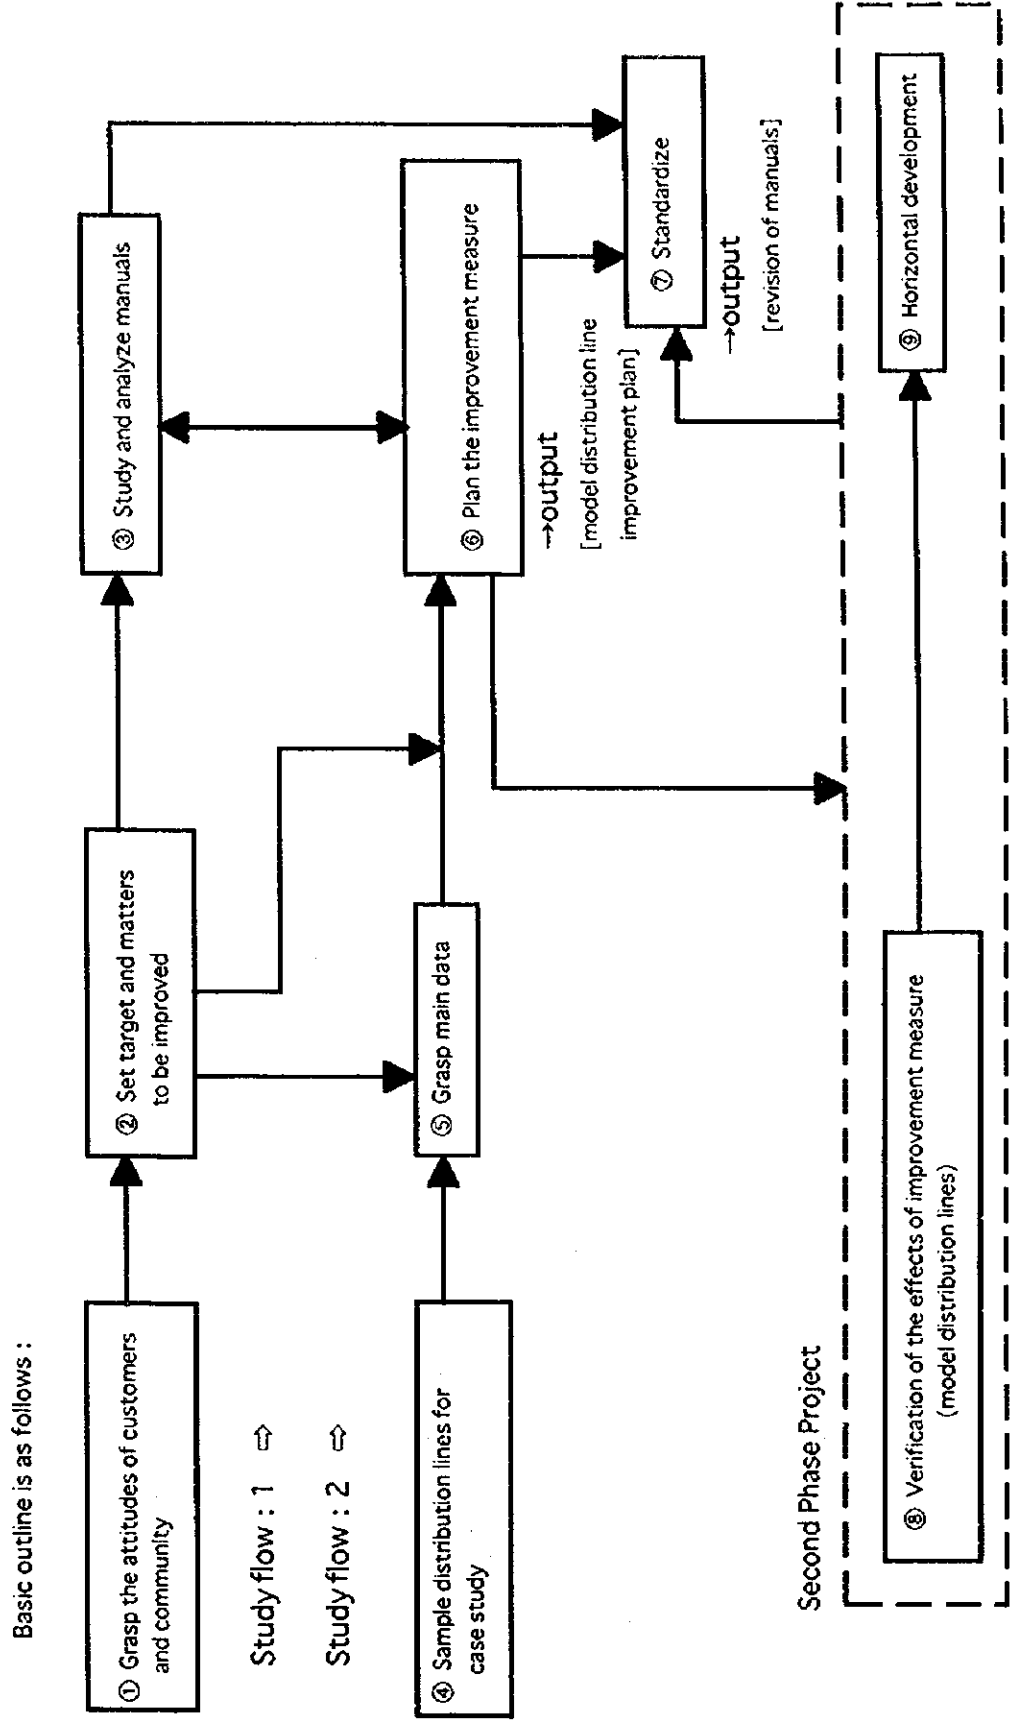 Basic outline is as follows :
① Grasp the attitudes of customers
and community
② Set target and matters
to be improved
③ Study and analyze manuals
Study flow : 1 ⇨
Study flow : 2 ⇨
④ Sample distribution lines for
case study
⑤ Grasp main data
⑥ Plan the improvement measure
→output
[model distribution line
improvement plan]
⑦ Standardize
→output
[revision of manuals]
Second Phase Project
⑧ Verification of the effects of improvement measure
(model distribution lines)
⑨ Horizontal development